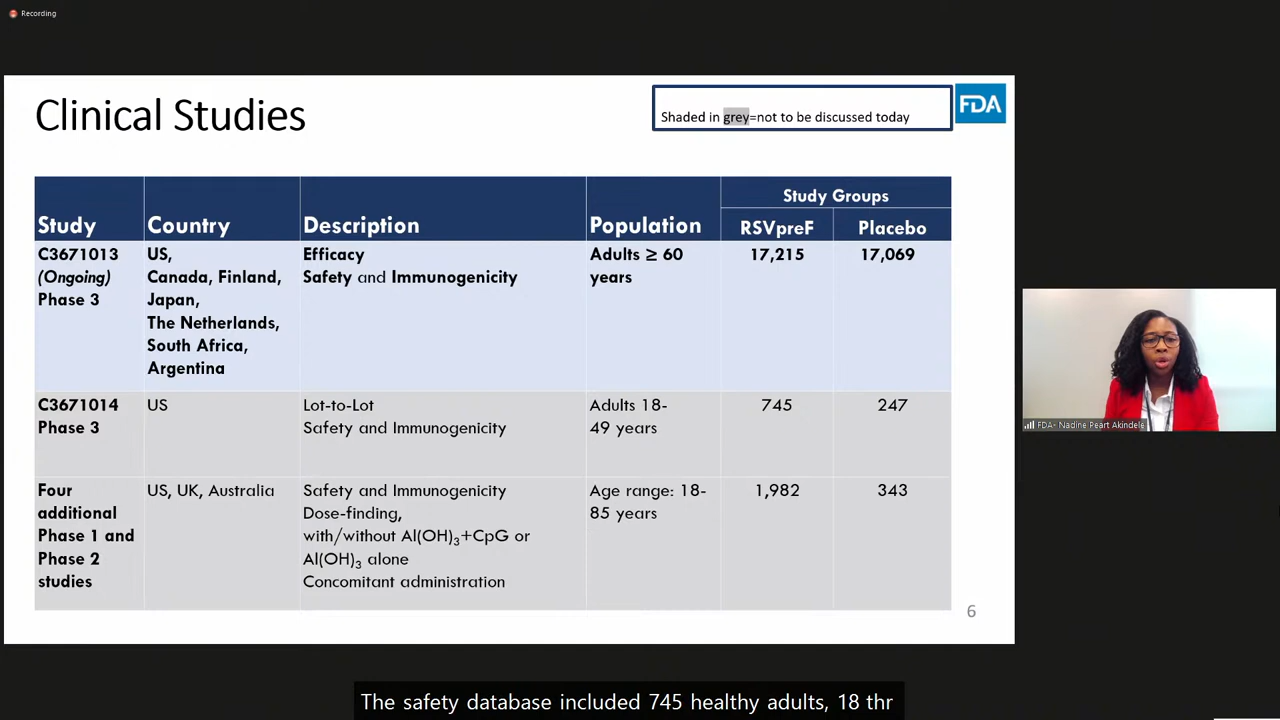 Recording
Clinical Studies
Shaded in grey=not to be discussed today
FDA
Study Groups
Study Country Description Population RSVpreF Placebo
C3671013
(Ongoing)
Phase 3
US,
Canada, Finland,
Japan,
The Netherlands,
South Africa,
Argentina
Efficacy
Safety and Immunogenicity
Adults ≥ 60
years
17,215
17,069
C3671014
Phase 3
US
Lot-to-Lot
Safety and Immunogenicity
Adults 18-
49 years
745
247
Four
additional
Phase 1 and
Phase 2
studies
US, UK, Australia
Safety and Immunogenicity
Dose-finding,
with/without Al(OH)₃+CpG or
Al(OH)₃ alone
Concomitant administration
Age range: 18-
85 years
1,982
343
6
FDA- Nadine Peart Akindele
The safety database included 745 healthy adults, 18 thr